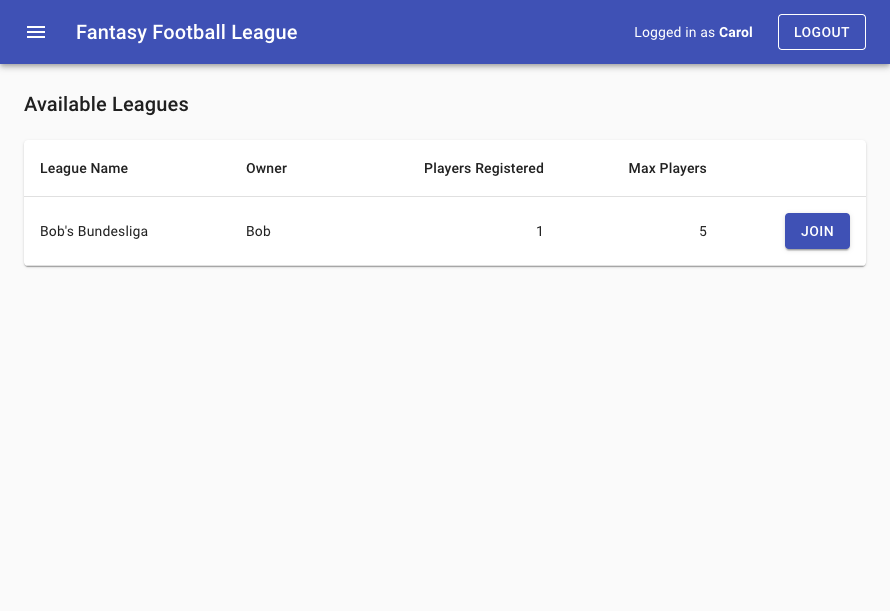 Fantasy Football League
Logged in as Carol
LOGOUT
Available Leagues
League Name Owner Players Registered Max Players
Bob's Bundesliga Bob 1 5 JOIN